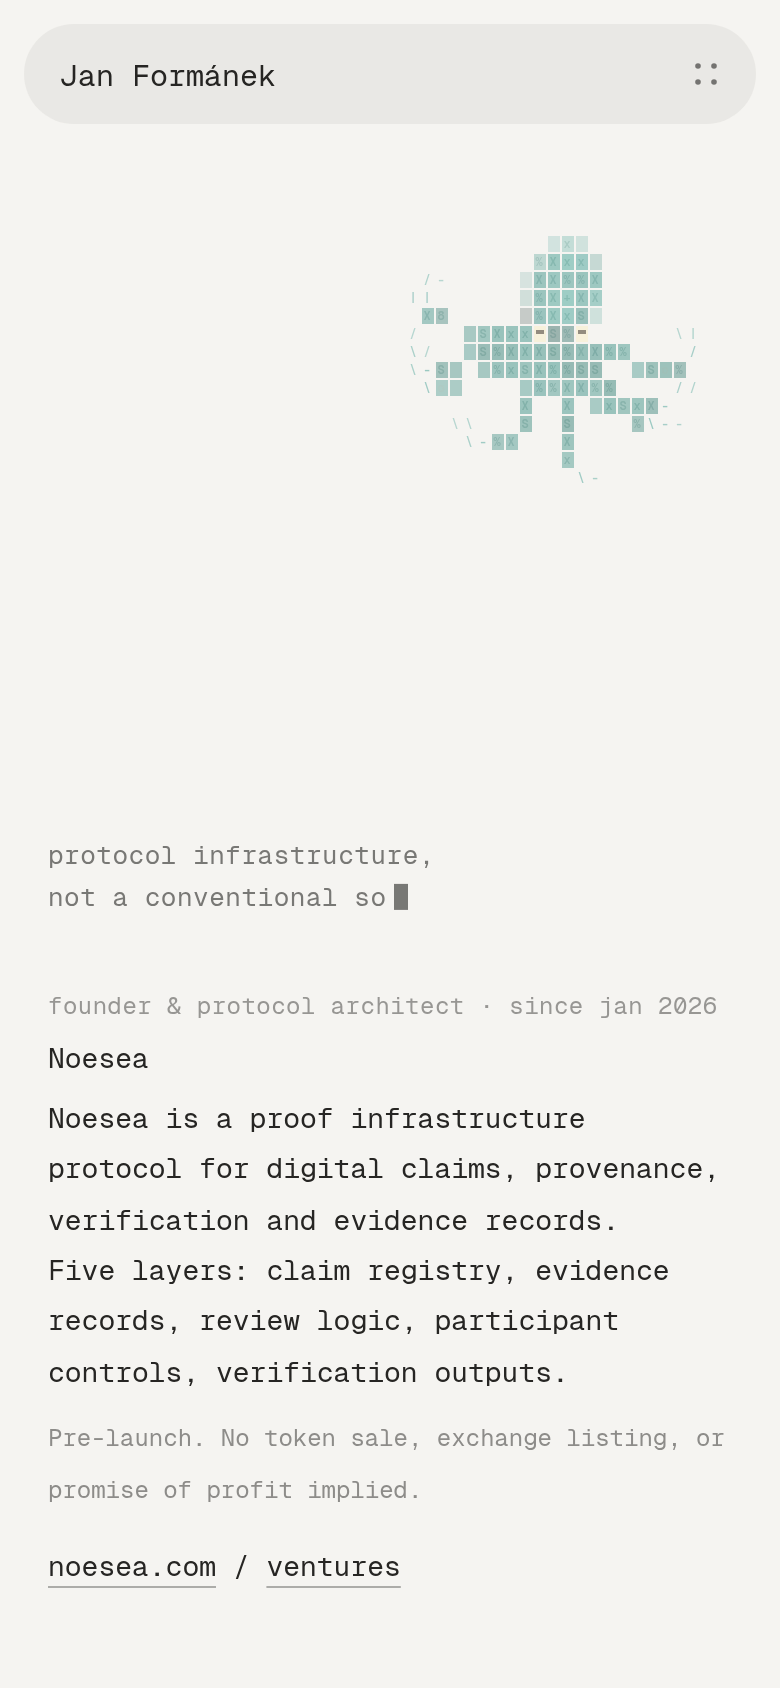 Jan Formánek
protocol infrastructure,
not a conventional so
founder & protocol architect · since jan 2026
Noesea
Noesea is a proof infrastructure
protocol for digital claims, provenance,
verification and evidence records.
Five layers: claim registry, evidence
records, review logic, participant
controls, verification outputs.
Pre-launch. No token sale, exchange listing, or
promise of profit implied.
noesea.com / ventures